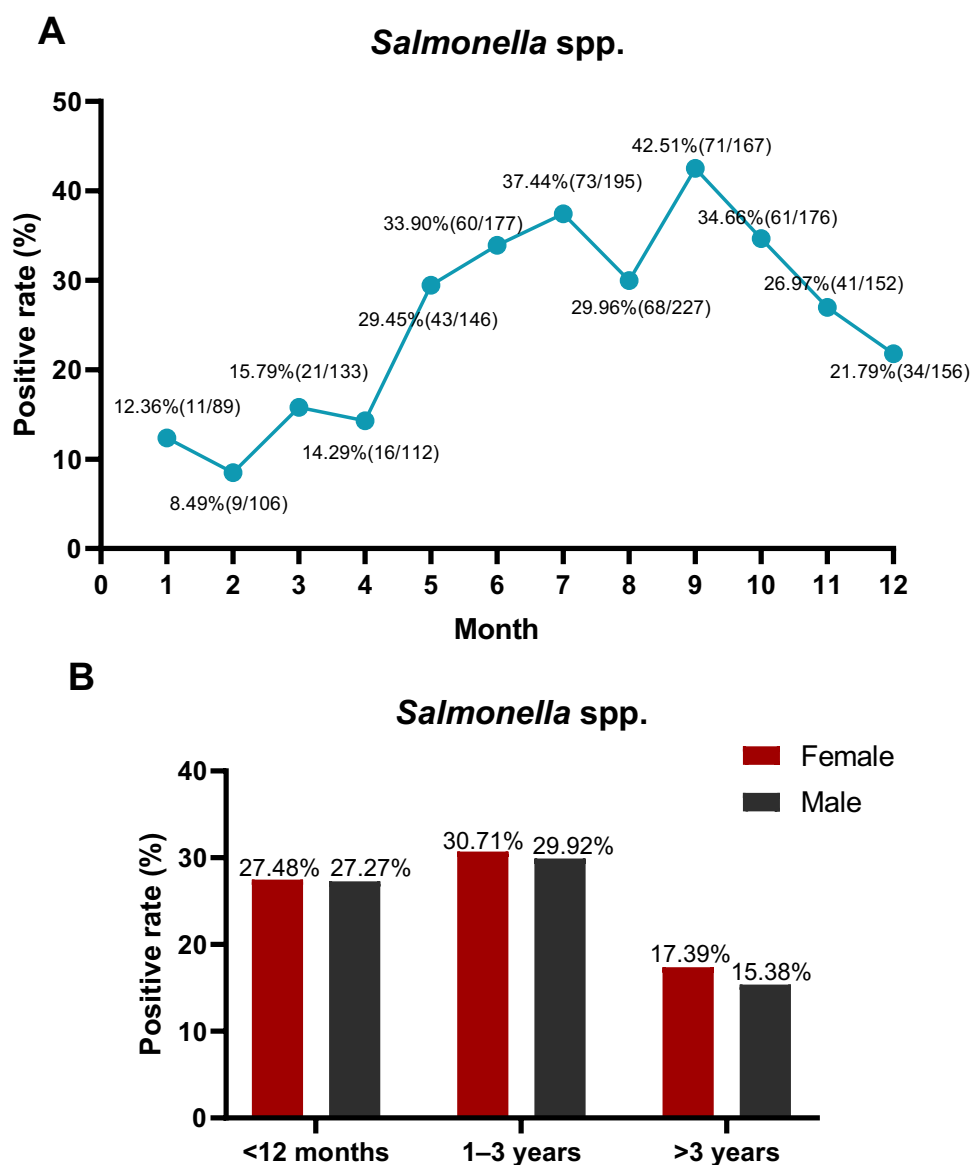 A
Salmonella spp.
50
40
30
20
10
0
Positive rate (%)
12.36%(11/89)
8.49%(9/106)
15.79%(21/133)
14.29%(16/112)
29.45%(43/146)
33.90%(60/177)
37.44%(73/195)
29.96%(68/227)
42.51%(71/167)
34.66%(61/176)
26.97%(41/152)
21.79%(34/156)
0 1 2 3 4 5 6 7 8 9 10 11 12
Month
B
Salmonella spp.
Female
Male
40
30
20
10
0
Positive rate (%)
27.48% 27.27% 30.71% 29.92% 17.39% 15.38%
<12 months 1–3 years >3 years